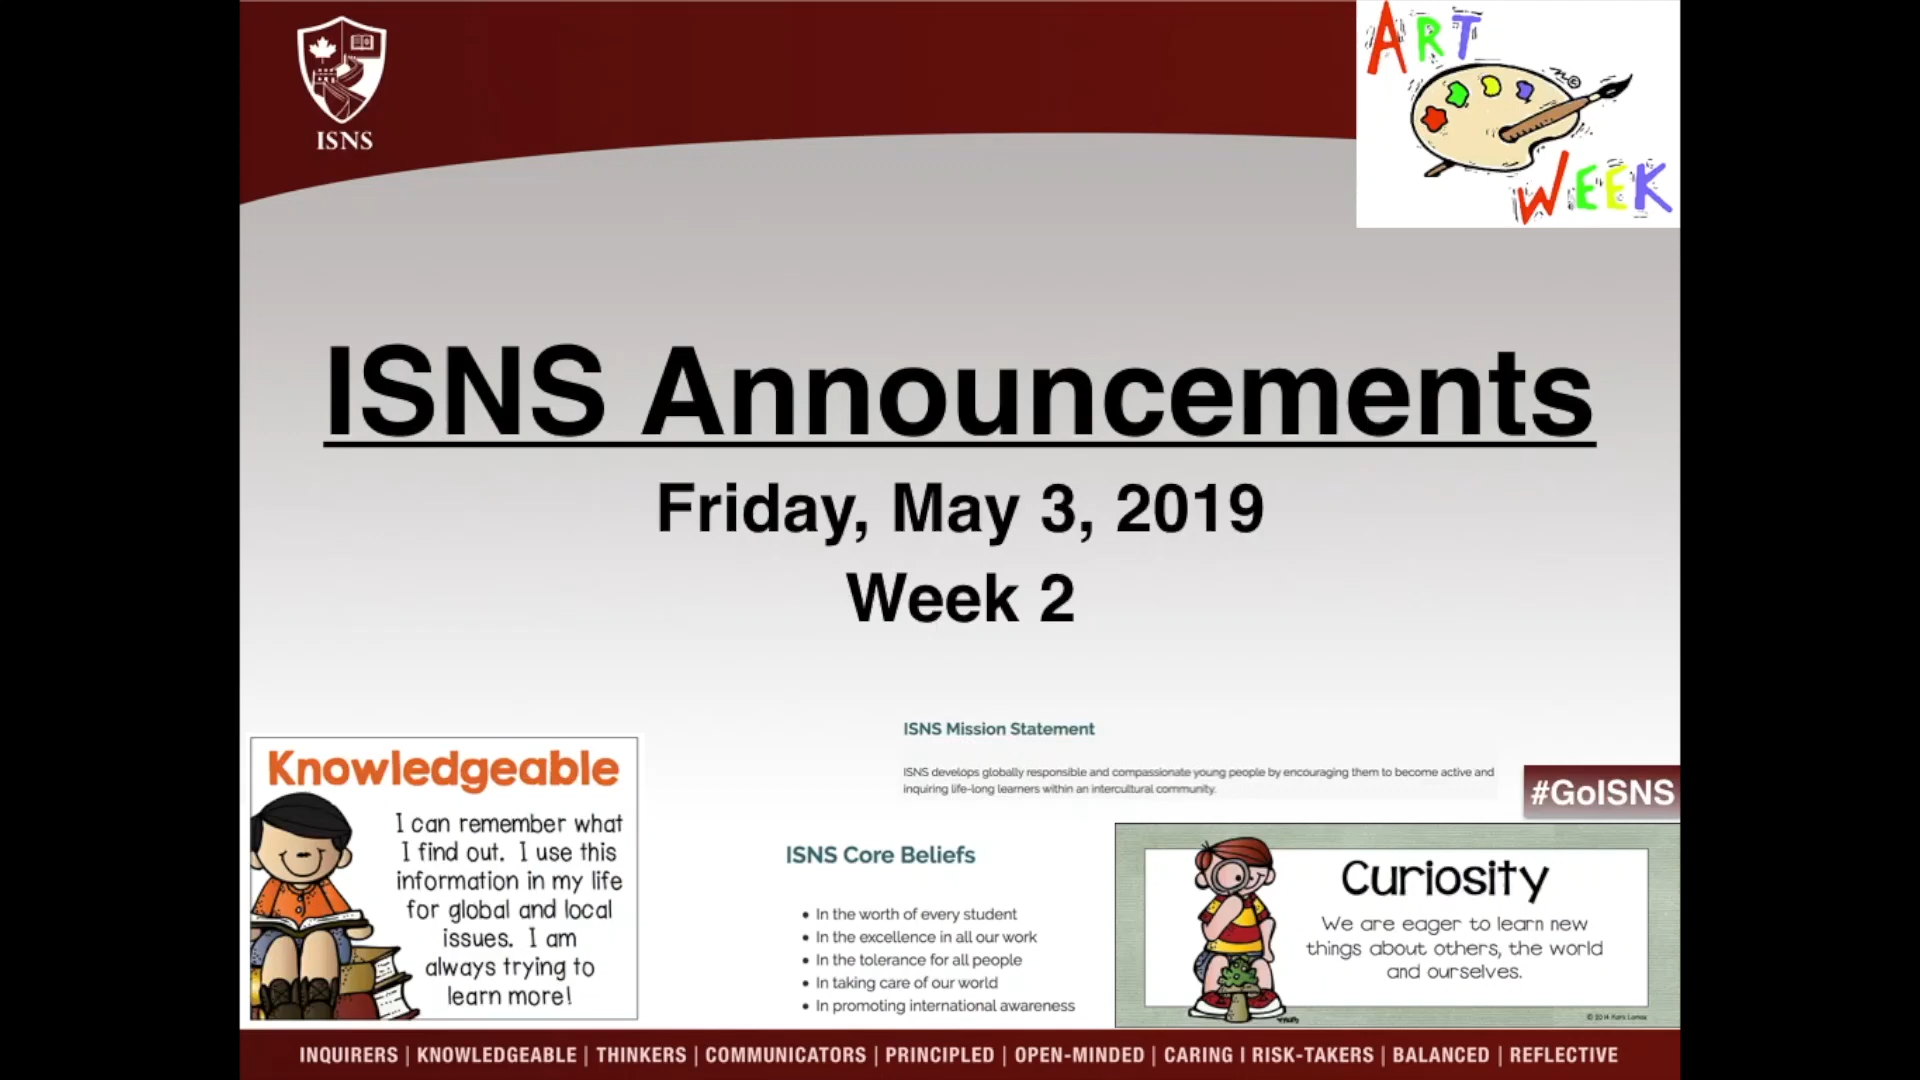 ISNS
ART
WEEK
ISNS Announcements
Friday, May 3, 2019
Week 2
ISNS Mission Statement
ISNS develops globally responsible and compassionate young people by encouraging them to become active and
inquiring life-long learners within an intercultural community.
#GoISNS
Knowledgeable
I can remember what
I find out. I use this
information in my life
for global and local
issues. I am
always trying to
learn more!
ISNS Core Beliefs
• In the worth of every student
• In the excellence in all our work
• In the tolerance for all people
• In taking care of our world
• In promoting international awareness
Curiosity
We are eager to learn new
things about others, the world
and ourselves.
INQUIRERS | KNOWLEDGEABLE | THINKERS | COMMUNICATORS | PRINCIPLED | OPEN-MINDED | CARING I RISK-TAKERS | BALANCED | REFLECTIVE